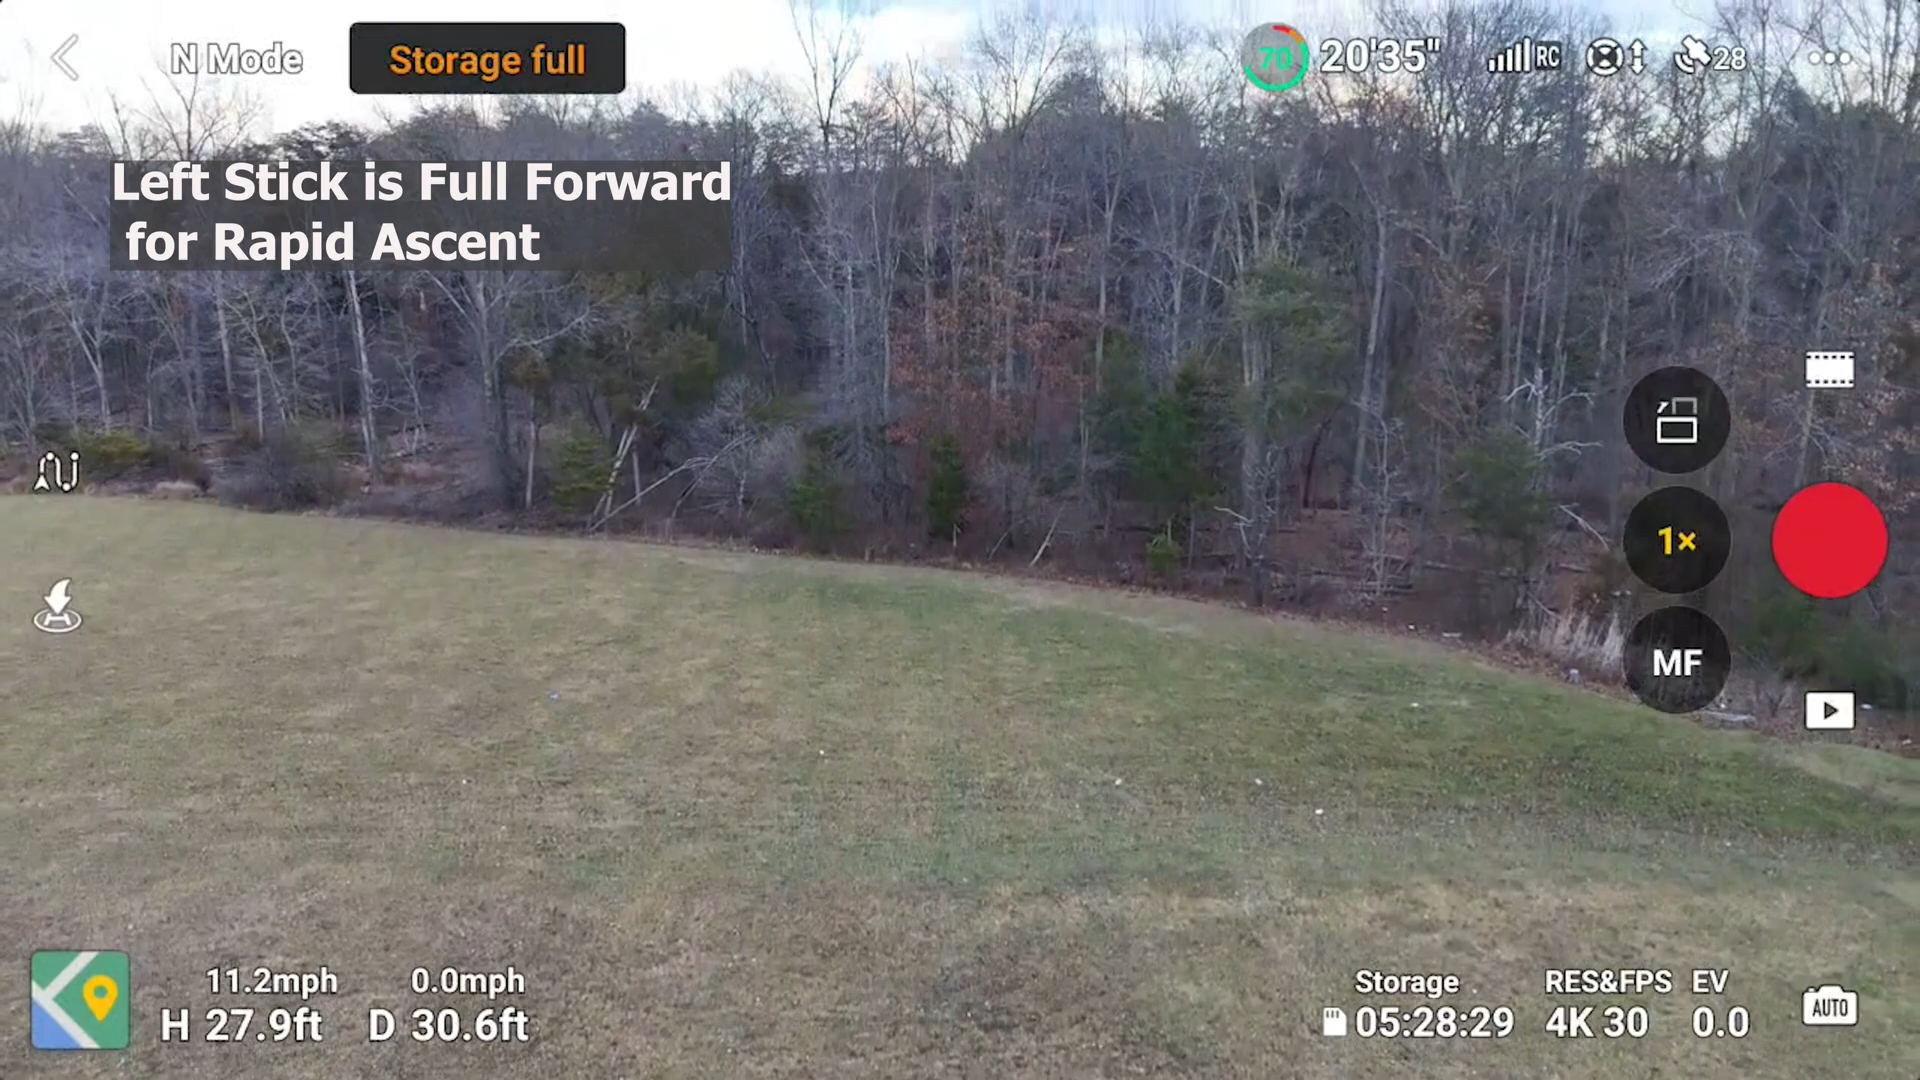 N Mode
Storage full
70
20'35"
RC
28
Left Stick is Full Forward
for Rapid Ascent
1×
MF
11.2mph
0.0mph
H 27.9ft
D 30.6ft
Storage
RES&FPS
EV
05:28:29
4K 30
0.0
AUTO